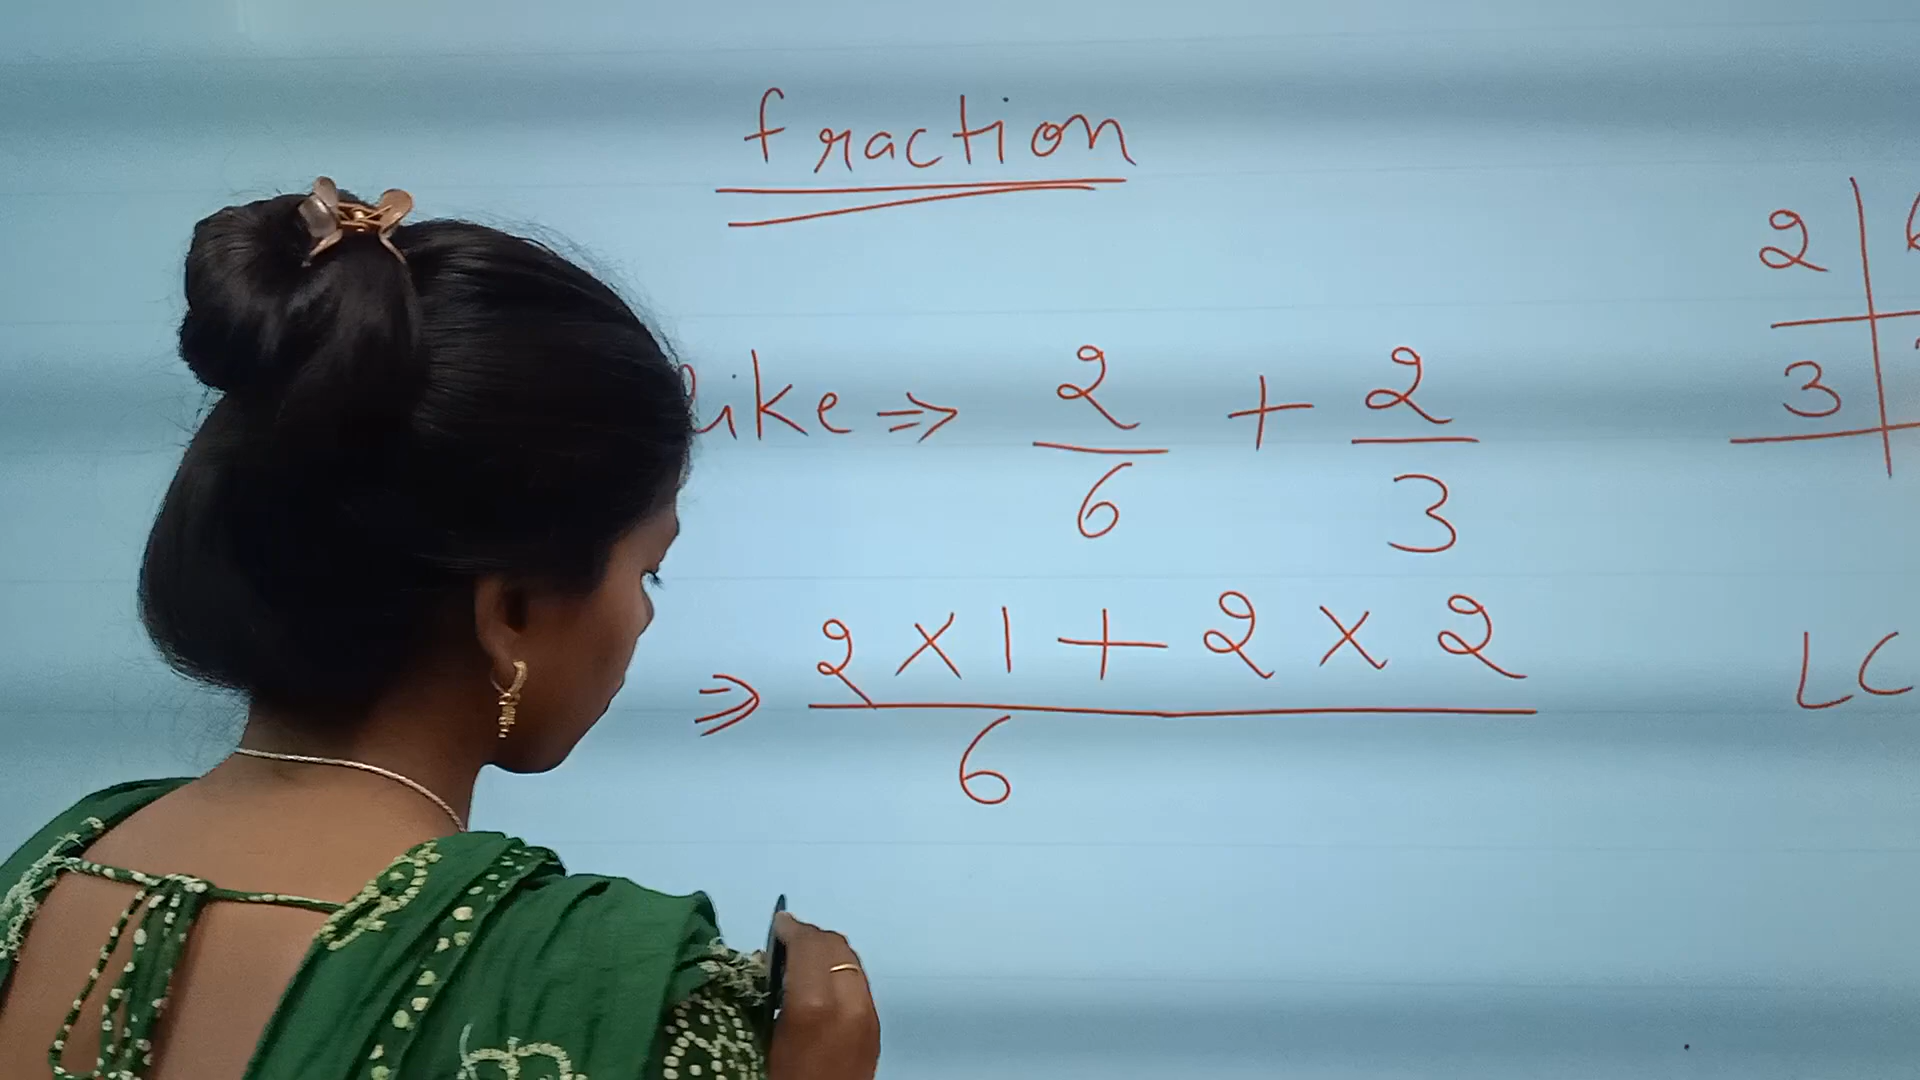 fraction
like ⇒ 2/6 + 2/3
⇒ 2 × 1 + 2 × 2 / 6
2
3
LC